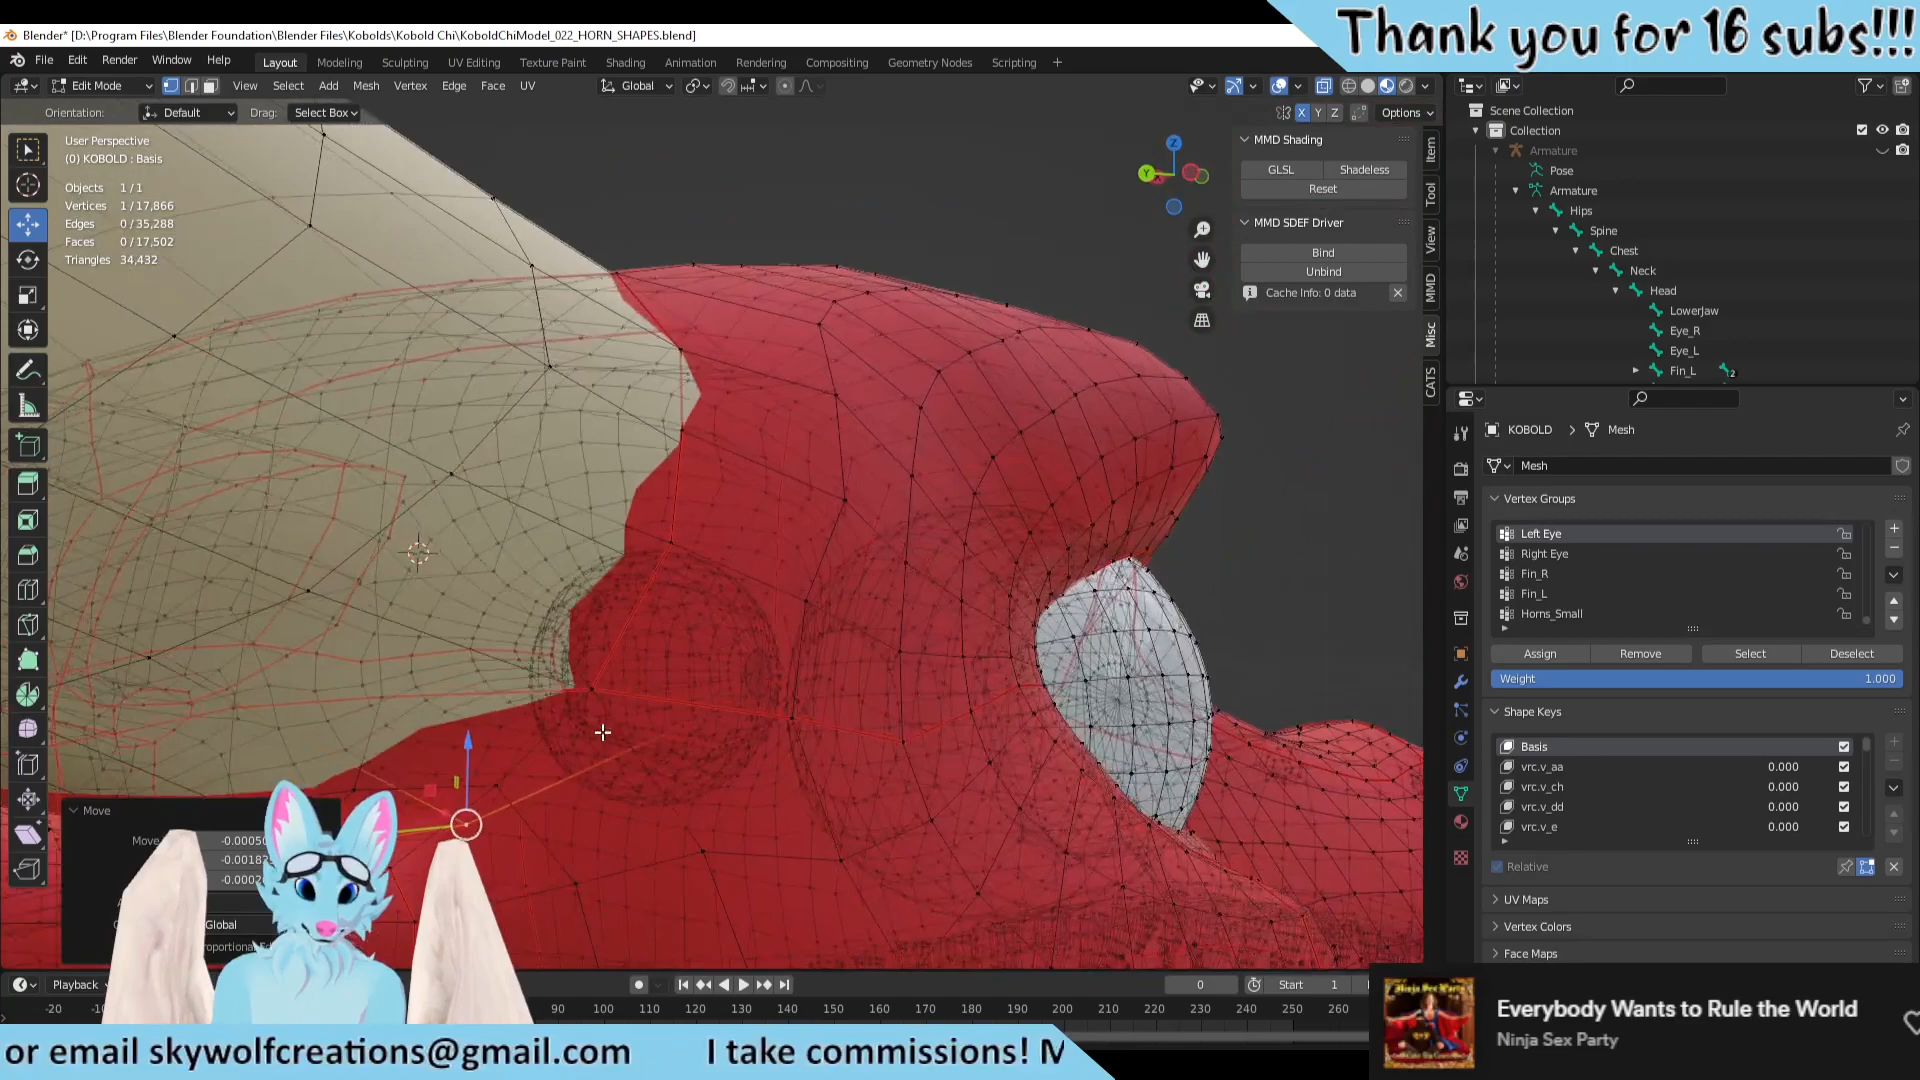 Thank you for 16 subs!!!
Blender* [D:\Program Files\Blender Foundation\Blender Files\Kobolds\Kobold Chi\KoboldChiModel_022_HORN_SHAPES.blend]
File Edit Render Window Help
Layout Modeling Sculpting UV Editing Texture Paint Shading Animation Rendering Compositing Geometry Nodes Scripting +
Edit Mode View Select Add Mesh Vertex Edge Face UV Global
Orientation: Default Drag: Select Box X Y Z Options
User Perspective
(0) KOBOLD : Basis
Objects 1 / 1
Vertices 1 / 17,866
Edges 0 / 35,288
Faces 0 / 17,502
Triangles 34,432
Z
Y
MMD Shading
GLSL Shadeless
Reset
MMD SDEF Driver
Bind
Unbind
Cache Info: 0 data
Item
Tool
View
MMD
Misc
CATS
Scene Collection
Collection
Armature
Pose
Armature
Hips
Spine
Chest
Neck
Head
LowerJaw
Eye_R
Eye_L
Fin_L 2
KOBOLD > Mesh
Mesh
Vertex Groups
Left Eye
Right Eye
Fin_R
Fin_L
Horns_Small
Assign Remove Select Deselect
Weight 1.000
Shape Keys
Basis
vrc.v_aa 0.000
vrc.v_ch 0.000
vrc.v_dd 0.000
vrc.v_e 0.000
Relative
UV Maps
Vertex Colors
Face Maps
Move
Global
Playback 0 Start 1
-20 90 100 110 120 130 140 150 160 170 180 190 200 210 220 230 240 250 260
Everybody Wants to Rule the World
Ninja Sex Party
or email skywolfcreations@gmail.com I take commissions! M